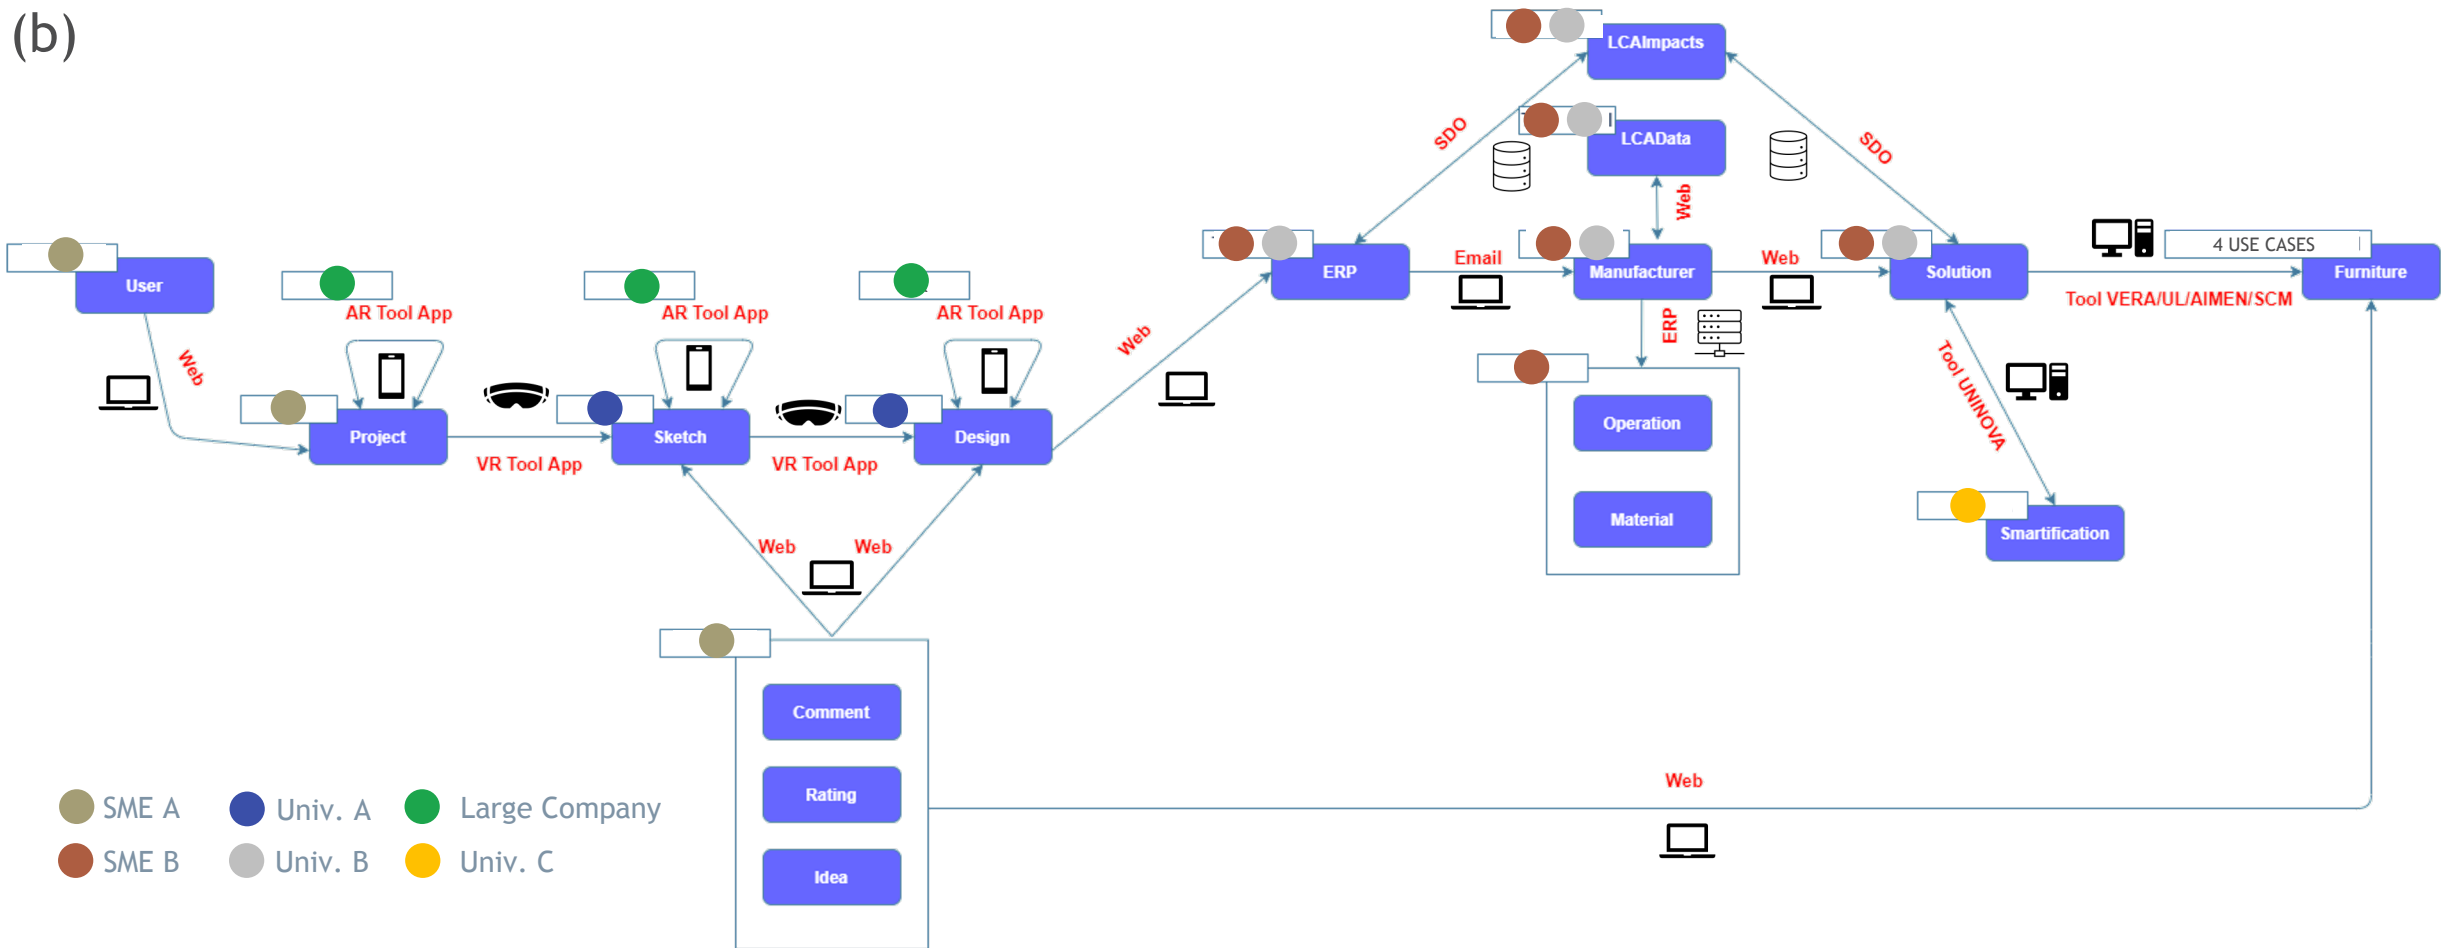 (b)
LCAImpacts
SDO
SDO
LCAData
Web
User
ERP
Email
Manufacturer
Web
Solution
4 USE CASES
Furniture
Tool VERA/UL/AIMEN/SCM
AR Tool App
AR Tool App
AR Tool App
Web
Web
ERP
Tool UNINOVA
Project
Sketch
Design
VR Tool App
VR Tool App
Operation
Material
Smartification
Web
Web
Comment
Rating
Idea
Web
SME A
Univ. A
Large Company
SME B
Univ. B
Univ. C